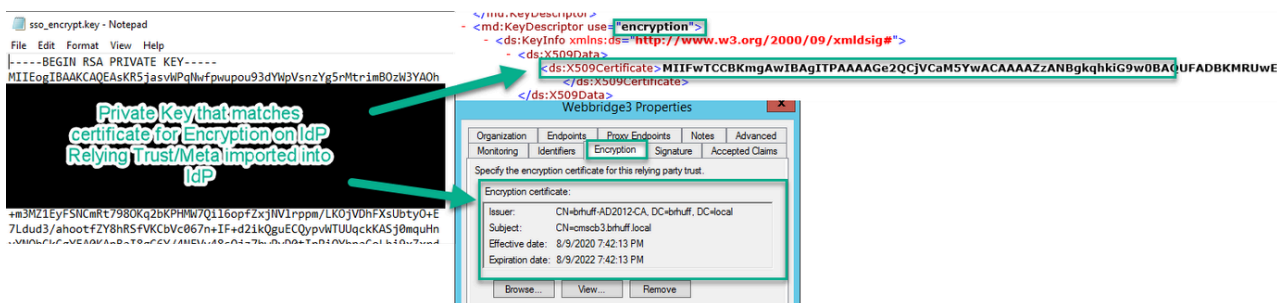 sso_encrypt.key - Notepad
File Edit Format View Help
-----BEGIN RSA PRIVATE KEY-----
MIIEogIBAAKCAQEAsKR5jasvWPqNwfpwupou93dYWpVsnzYg5rMtrimBOzW3YAOh
Private Key that matches
certificate for Encryption on IdP
Relying Trust/Meta imported into
IdP
+m3MZ1EyFSNCmRt798OKq2bKPHMW7Qil6opfZxjNVlrppm/LKOjVDhFXsUbtyO+E
7Ldud3/ahootfZY8hRSfVKCbVc067n+IF+d2ikQguECQypvWTUUqckKASj0mquHn
</md:KeyDescriptor>
- <md:KeyDescriptor use="encryption">
- <ds:KeyInfo xmlns:ds="http://www.w3.org/2000/09/xmldsig#">
- <ds:X509Data>
<ds:X509Certificate>MIIFwTCCBKmgAwIBAgITPAAAAGe2QCjVCaM5YwACAAAAZzANBgkqhkiG9w0BAQUFADBKMRUwE
</ds:X509Certificate>
</ds:X509Data>
Webbridge3 Properties
x
Organization Endpoints Proxy Endpoints Notes Advanced
Monitoring Identifiers Encryption Signature Accepted Claims
Specify the encryption certificate for this relying party trust.
Encryption certificate:
Issuer: CN=brhuff-AD2012-CA, DC=brhuff, DC=local
Subject: CN=cmscb3.brhuff.local
Effective date: 8/9/2020 7:42:13 PM
Expiration date: 8/9/2022 7:42:13 PM
Browse... View... Remove